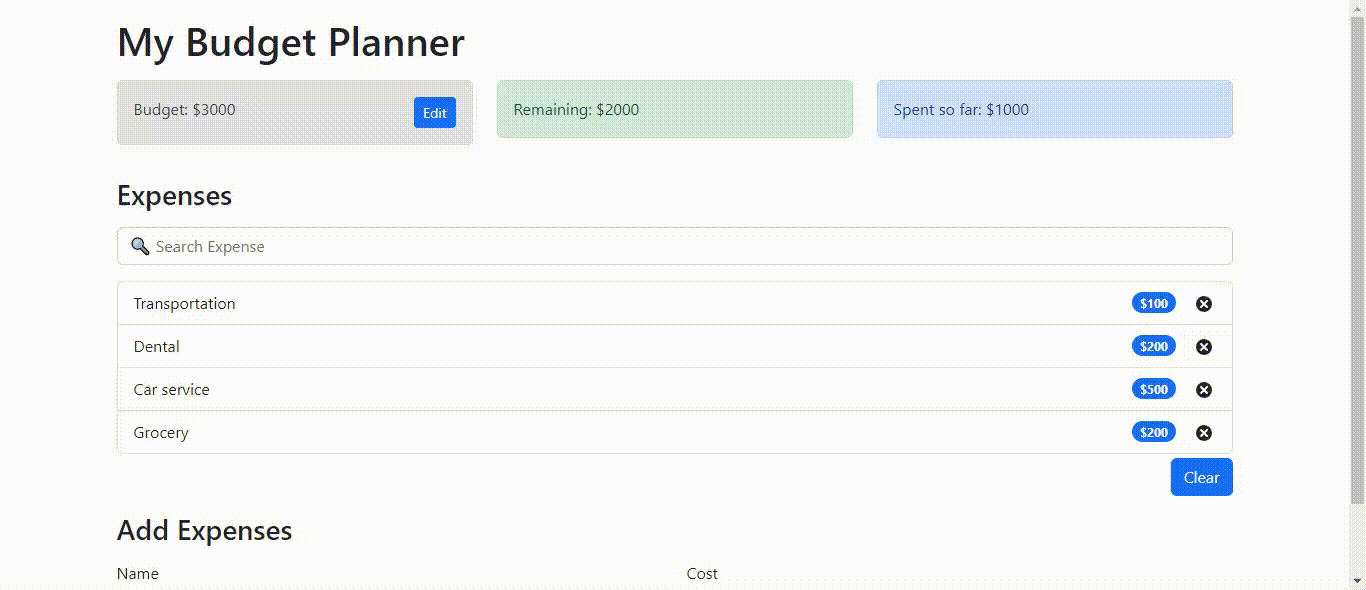 My Budget Planner
Budget: $3000 Edit Remaining: $2000 Spent so far: $1000
Expenses
Search Expense
Transportation $100
Dental $200
Car service $500
Grocery $200
Clear
Add Expenses
Name Cost